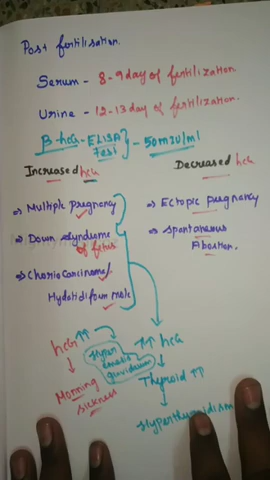 Post fertilisation.
Serum - 8-9 day of fertilization.
Urine - 12-13 day of fertilization.
β-hcG - ELISA Test } - 50mIU/ml
Increased hcG
Decreased hcG
⇒ Multiple pregnancy
⇒ Ectopic pregnancy
⇒ Down syndrome of fetus
⇒ Spontaneous Abortion.
⇒ Choriocarcinoma
Hydatidiform mole
hcG ↑↑
Hyper emesis gravidarum
↑↑ hcG
Morning sickness
Thyroid ↑↑
Hyperthyroidism